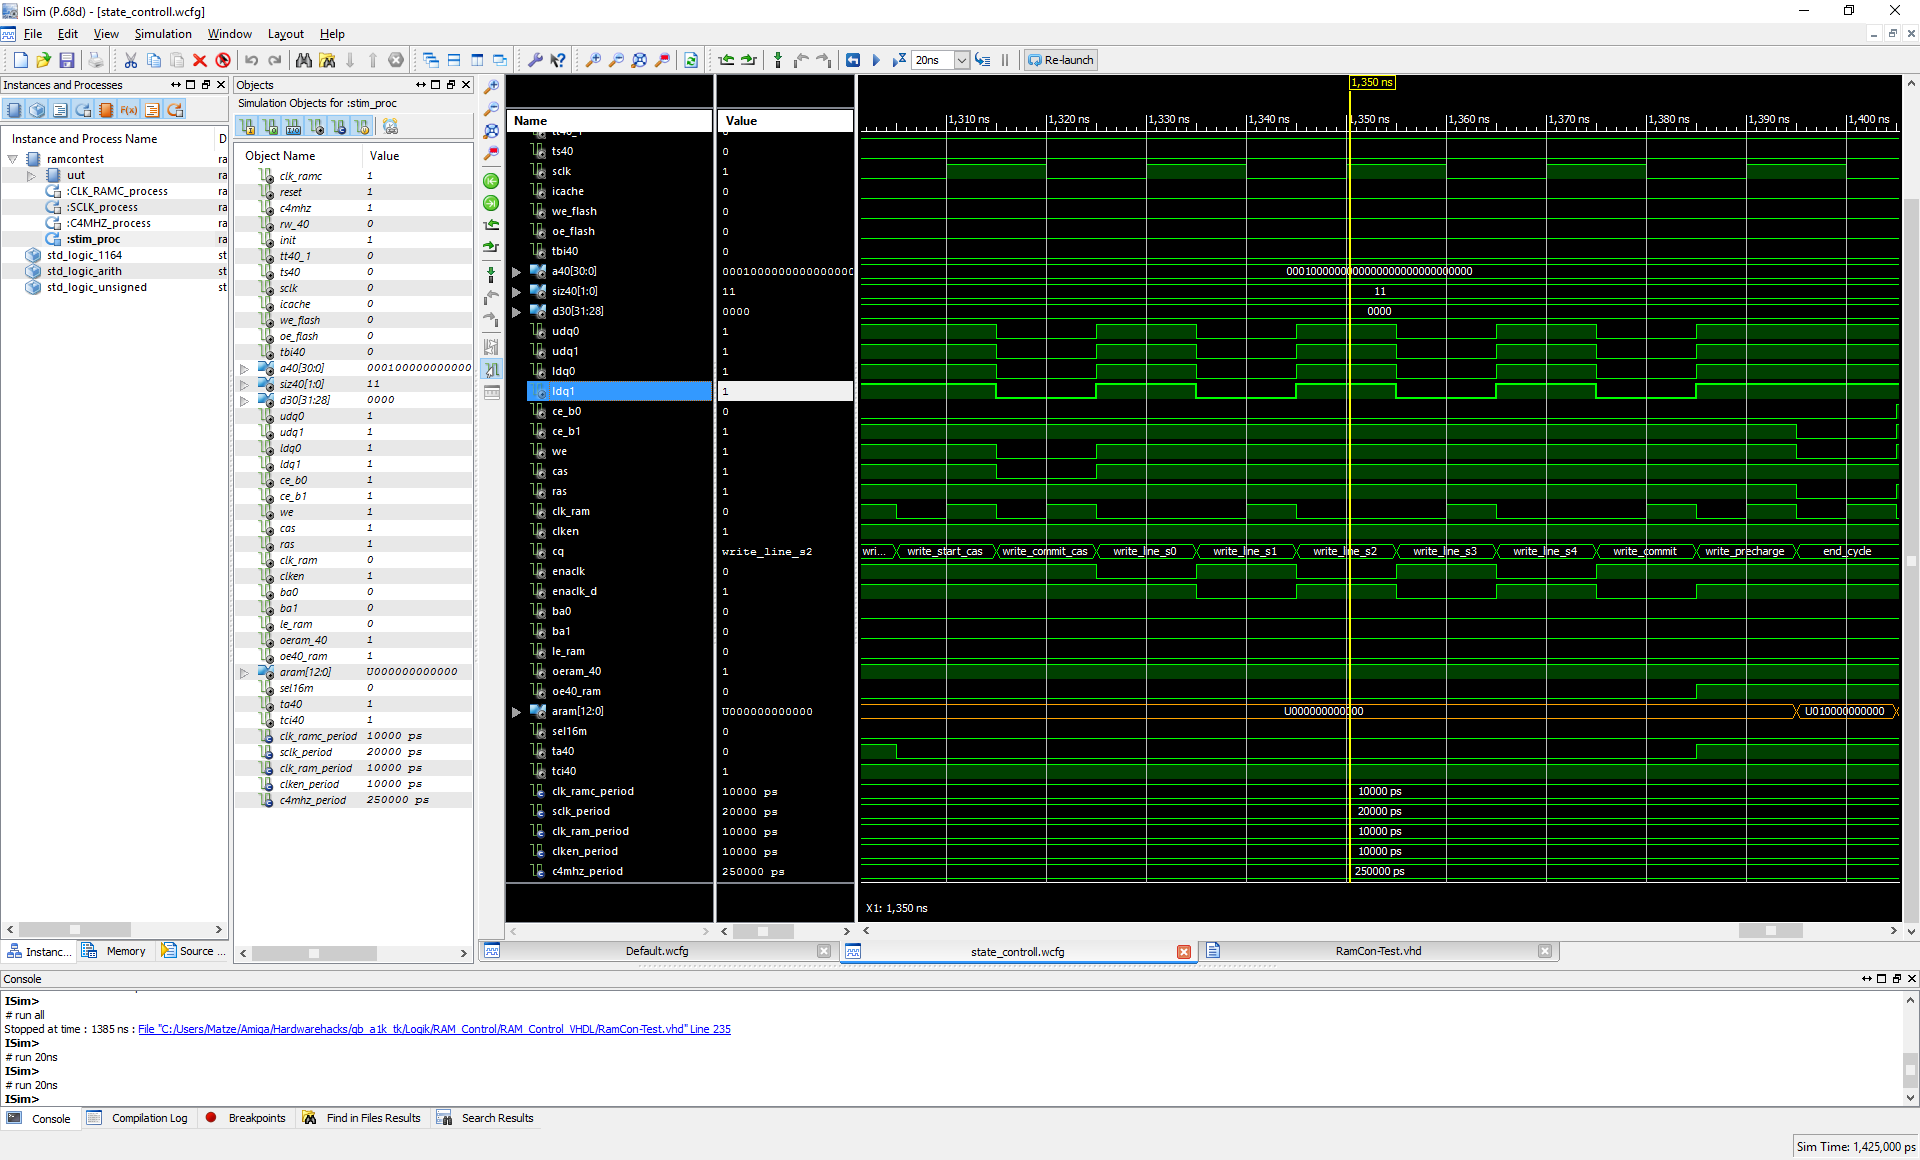 ISim (P.68d) - [state_controll.wcfg]
File Edit View Simulation Window Layout Help
20ns Re-launch
Instances and Processes
Instance and Process Name D
ramcontest ra
uut ra
:CLK_RAMC_process ra
:SCLK_process ra
:C4MHZ_process ra
:stim_proc ra
std_logic_1164 st
std_logic_arith st
std_logic_unsigned st
Instanc... Memory Source ...
Objects
Simulation Objects for :stim_proc
Object Name Value
clk_ramc 1
reset 1
c4mhz 1
rw_40 0
init 1
tt40_1 0
ts40 0
sclk 0
icache 0
we_flash 0
oe_flash 0
tbi40 0
a40[30:0] 000100000000000
siz40[1:0] 11
d30[31:28] 0000
udq0 1
udq1 1
ldq0 1
ldq1 1
ce_b0 1
ce_b1 1
we 1
cas 1
ras 1
clk_ram 0
clken 1
ba0 0
ba1 0
le_ram 0
oeram_40 1
oe40_ram 1
aram[12:0] U000000000000
sel16m 0
ta40 1
tci40 1
clk_ramc_period 10000 ps
sclk_period 20000 ps
clk_ram_period 10000 ps
clken_period 10000 ps
c4mhz_period 250000 ps
Name Value
tt40_1 0
ts40 0
sclk 1
icache 0
we_flash 0
oe_flash 0
tbi40 0
a40[30:0] 0001000000000000000
siz40[1:0] 11
d30[31:28] 0000
udq0 1
udq1 1
ldq0 1
ldq1 1
ce_b0 0
ce_b1 1
we 1
cas 1
ras 1
clk_ram 0
clken 1
cq write_line_s2
enaclk 0
enaclk_d 1
ba0 0
ba1 0
le_ram 0
oeram_40 1
oe40_ram 0
aram[12:0] U000000000000
sel16m 0
ta40 0
tci40 1
clk_ramc_period 10000 ps
sclk_period 20000 ps
clk_ram_period 10000 ps
clken_period 10000 ps
c4mhz_period 250000 ps
1,350 ns
1,310 ns 1,320 ns 1,330 ns 1,340 ns 1,350 ns 1,360 ns 1,370 ns 1,380 ns 1,390 ns 1,400 ns
0001000000000000000000000000000
11
0000
wri... write_start_cas write_commit_cas write_line_s0 write_line_s1 write_line_s2 write_line_s3 write_line_s4 write_commit write_precharge end_cycle
U000000000000 U010000000000
10000 ps
20000 ps
10000 ps
10000 ps
250000 ps
X1: 1,350 ns
Default.wcfg state_controll.wcfg RamCon-Test.vhd
Console
ISim>
# run all
Stopped at time : 1385 ns : File "C:/Users/Matze/Amiga/Hardwarehacks/gb_a1k_tk/Logik/RAM_Control/RAM_Control_VHDL/RamCon-Test.vhd" Line 235
ISim>
# run 20ns
ISim>
# run 20ns
ISim>
Console Compilation Log Breakpoints Find in Files Results Search Results
Sim Time: 1,425,000 ps